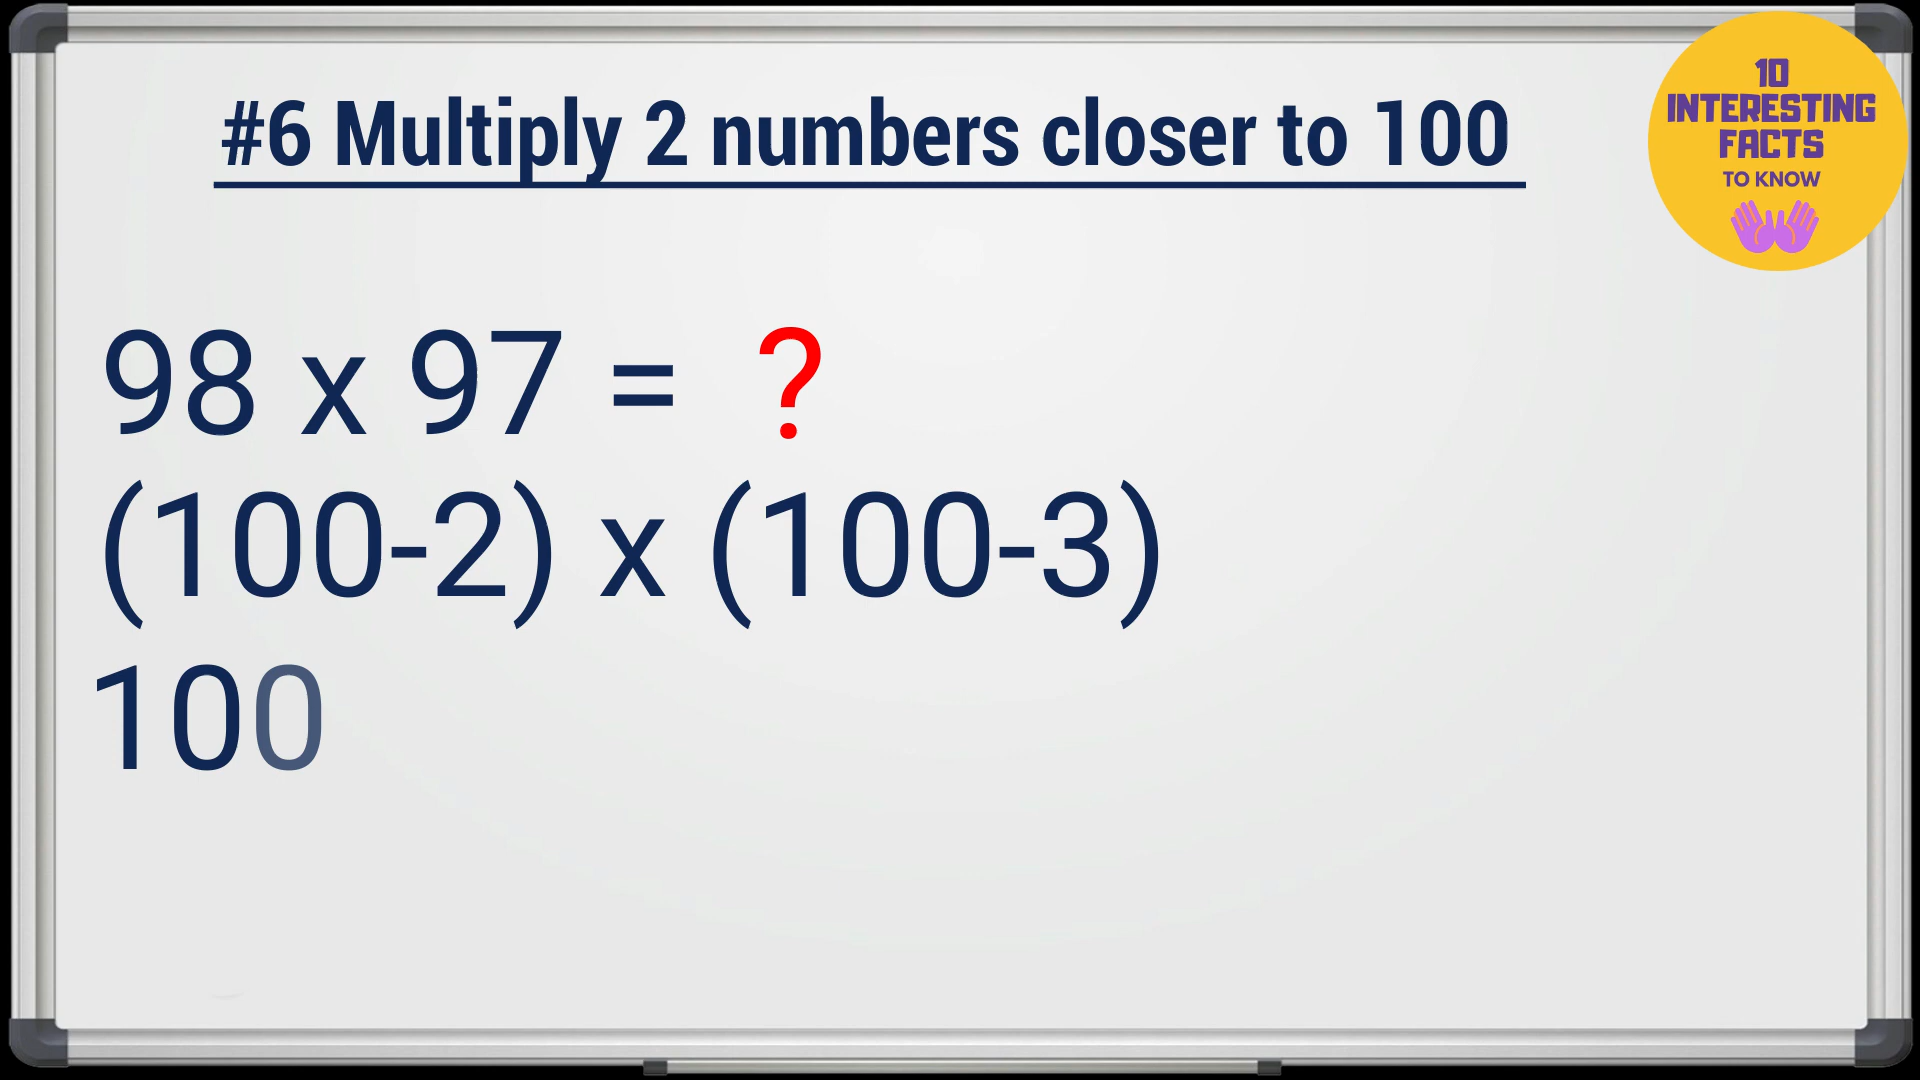 #6 Multiply 2 numbers closer to 100
10
INTERESTING
FACTS
TO KNOW
98 x 97 = ?
(100-2) x (100-3)
100